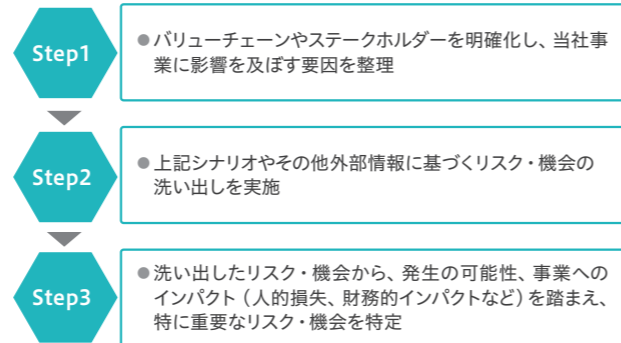 Step1
●バリューチェーンやステークホルダーを明確化し、当社事
業に影響を及ぼす要因を整理
Step2
●上記シナリオやその他外部情報に基づくリスク・機会の
洗い出しを実施
Step3
●洗い出したリスク・機会から、発生の可能性、事業への
インパクト（人的損失、財務的インパクトなど）を踏まえ、
特に重要なリスク・機会を特定